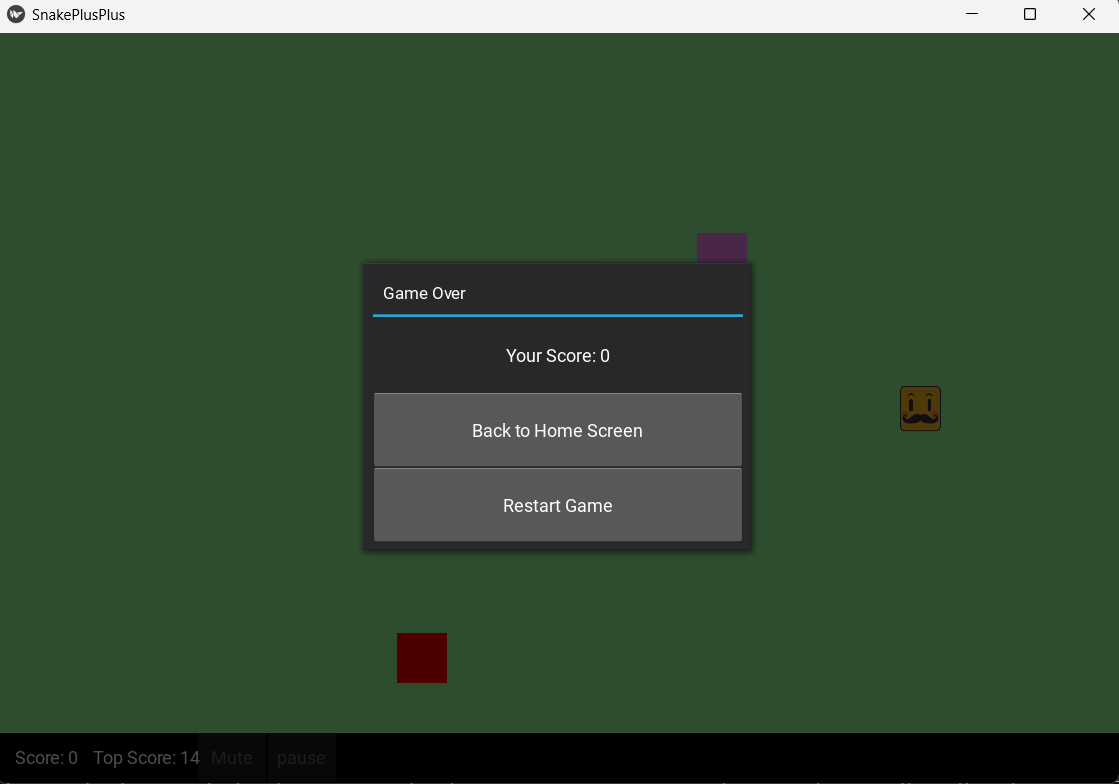 SnakePlusPlus
Game Over
Your Score: 0
Back to Home Screen
Restart Game
Score: 0 Top Score: 14 Mute pause